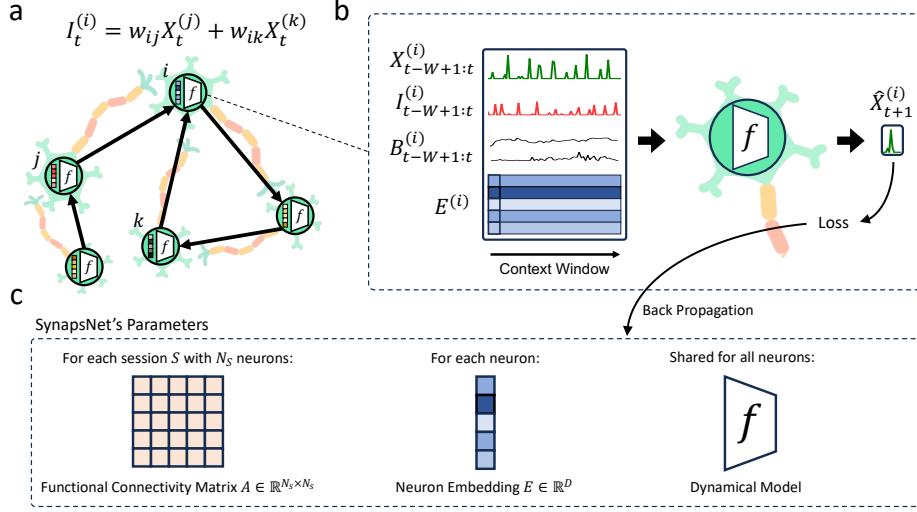 a
I_t^{(i)} = w_{ij}X_t^{(j)} + w_{ik}X_t^{(k)}
i
f
j
f
k
f
f
f
b
X_{t−W+1:t}^{(i)}
I_{t−W+1:t}^{(i)}
B_{t−W+1:t}^{(i)}
E^{(i)}
Context Window
f
X̂_{t+1}^{(i)}
Loss
Back Propagation
c
SynapsNet's Parameters
For each session S with N_S neurons:
Functional Connectivity Matrix A ∈ ℝ^{N_S×N_S}
For each neuron:
Neuron Embedding E ∈ ℝ^D
Shared for all neurons:
f
Dynamical Model